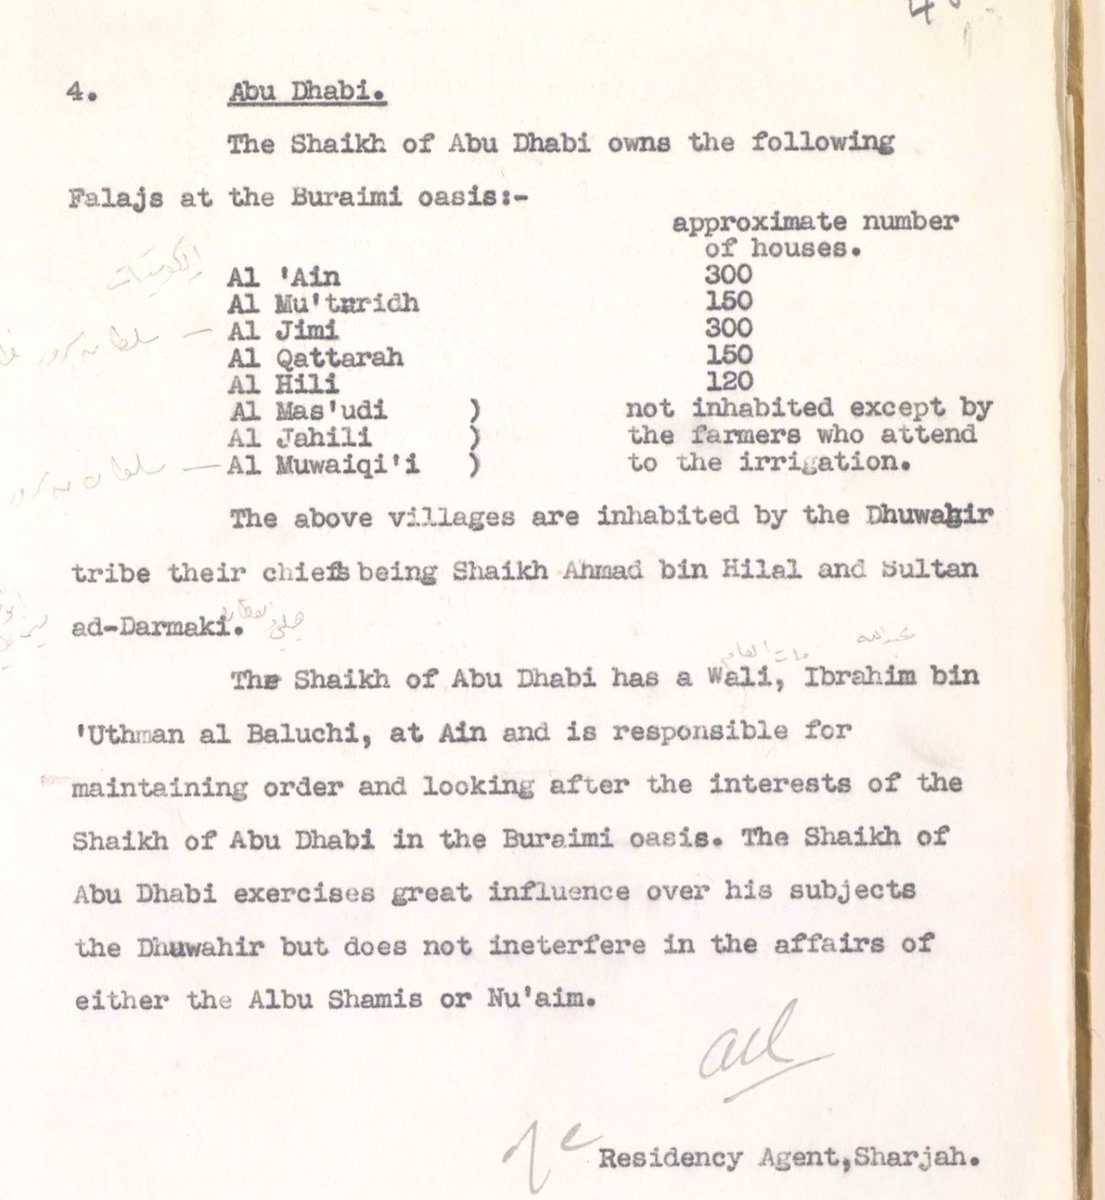 4. Abu Dhabi.
The Shaikh of Abu Dhabi owns the following
Falajs at the Buraimi oasis:-
approximate number
of houses.
Al 'Ain 300
Al Mu'taridh 150
Al Jimi 300
Al Qattarah 150
Al Hili 120
Al Mas'udi ) not inhabited except by
Al Jahili ) the farmers who attend
Al Muwaiqi'i ) to the irrigation.
The above villages are inhabited by the Dhuwahir
tribe their chiefs being Shaikh Ahmad bin Hilal and Sultan
ad-Darmaki.
عبدالله
The Shaikh of Abu Dhabi has a Wali, Ibrahim bin
'Uthman al Baluchi, at Ain and is responsible for
maintaining order and looking after the interests of the
Shaikh of Abu Dhabi in the Buraimi oasis. The Shaikh of
Abu Dhabi exercises great influence over his subjects
the Dhuwahir but does not ineterfere in the affairs of
either the Albu Shamis or Nu'aim.
Residency Agent,Sharjah.